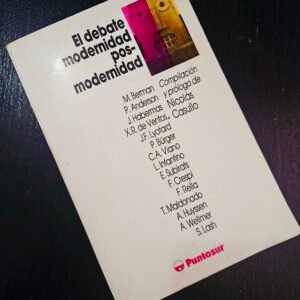 El debate
modernidad
pos-
modernidad
M. Berman
P. Anderson
J. Habermas
X.R. de Ventos,
J.F. Lyotard
P. Bürger
C.A. Viano
L. Infantino
E. Subirats
F. Crespi
F. Rella
T. Maldonado
A. Huyssen
A. Wellmer
S. Lash
Compilación
y prólogo de
Nicolás
Casullo
Puntosur